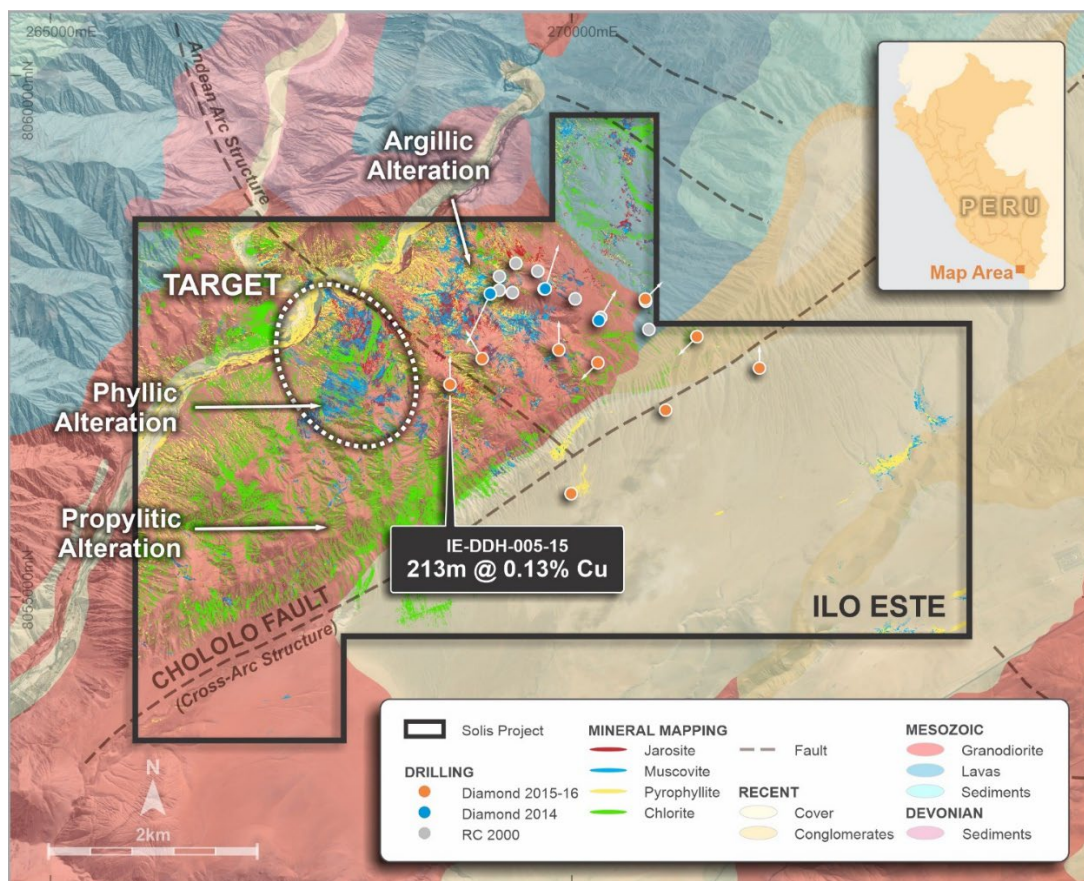 265000mE
270000mE
8060000mN
8055000mN
Andean Arc Structure
Argillic
Alteration
PERU
Map Area
TARGET
Phyllic
Alteration
Propylitic
Alteration
IE-DDH-005-15
213m @ 0.13% Cu
ILO ESTE
CHOLOLO FAULT
(Cross-Arc Structure)
N
2km
Solis Project
DRILLING
Diamond 2015-16
Diamond 2014
RC 2000
MINERAL MAPPING
Jarosite
Muscovite
Pyrophyllite
Chlorite
Fault
RECENT
Cover
Conglomerates
MESOZOIC
Granodiorite
Lavas
Sediments
DEVONIAN
Sediments